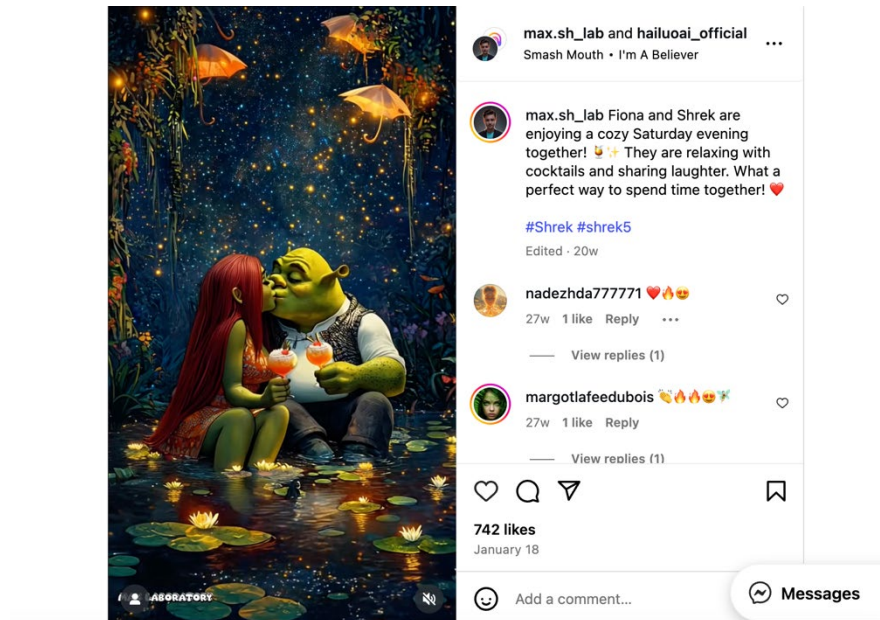 max.sh_lab and hailuoai_official
Smash Mouth • I'm A Believer
max.sh_lab Fiona and Shrek are
enjoying a cozy Saturday evening
together! 🍹✨ They are relaxing with
cocktails and sharing laughter. What a
perfect way to spend time together! ❤️
#Shrek #shrek5
Edited · 20w
nadezhda777771 ❤️🔥😍
27w 1 like Reply
View replies (1)
margotlafeedubois 👏🔥🔥😍💸
27w 1 like Reply
View replies (1)
742 likes
January 18
Add a comment...
Messages